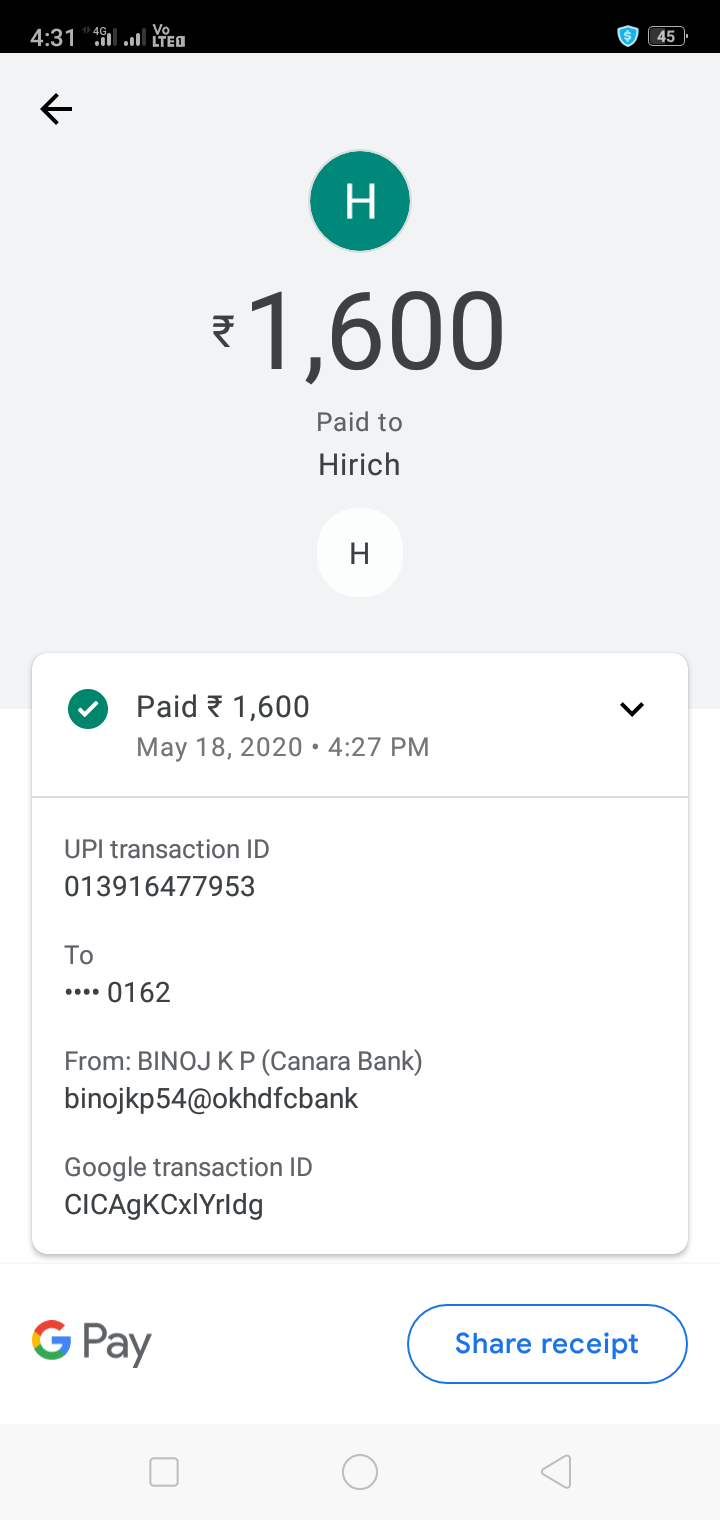 4:31 4G Vo LTE 45
H
₹1,600
Paid to
Hirich
H
Paid ₹ 1,600
May 18, 2020 • 4:27 PM
UPI transaction ID
013916477953
To
•••• 0162
From: BINOJ K P (Canara Bank)
binojkp54@okhdfcbank
Google transaction ID
CICAgKCxlYrIdg
G Pay
Share receipt